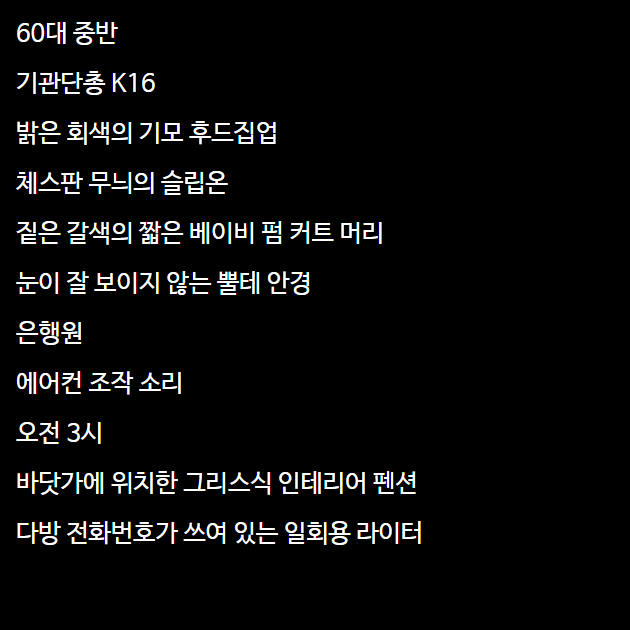 60대 중반
기관단총 K16
밝은 회색의 기모 후드집업
체스판 무늬의 슬립온
짙은 갈색의 짧은 베이비 펌 커트 머리
눈이 잘 보이지 않는 뿔테 안경
은행원
에어컨 조작 소리
오전 3시
바닷가에 위치한 그리스식 인테리어 펜션
다방 전화번호가 쓰여 있는 일회용 라이터